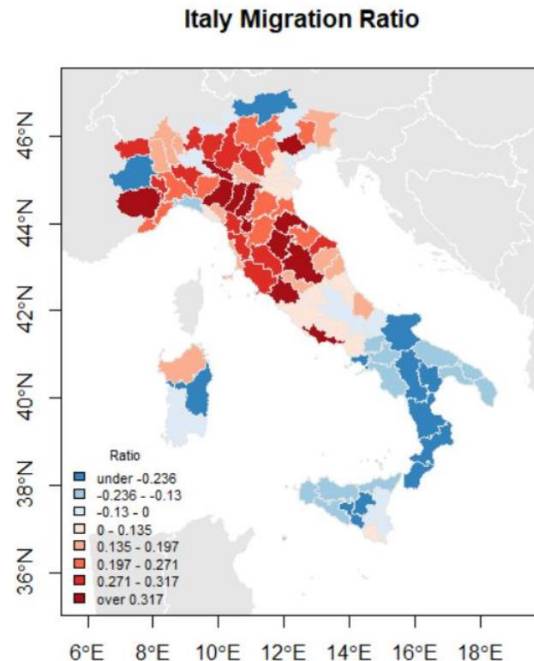 Italy Migration Ratio
46°N
44°N
42°N
40°N
38°N
36°N
Ratio
under -0.236
-0.236 - -0.13
-0.13 - 0
0 - 0.135
0.135 - 0.197
0.197 - 0.271
0.271 - 0.317
over 0.317
6°E 8°E 10°E 12°E 14°E 16°E 18°E